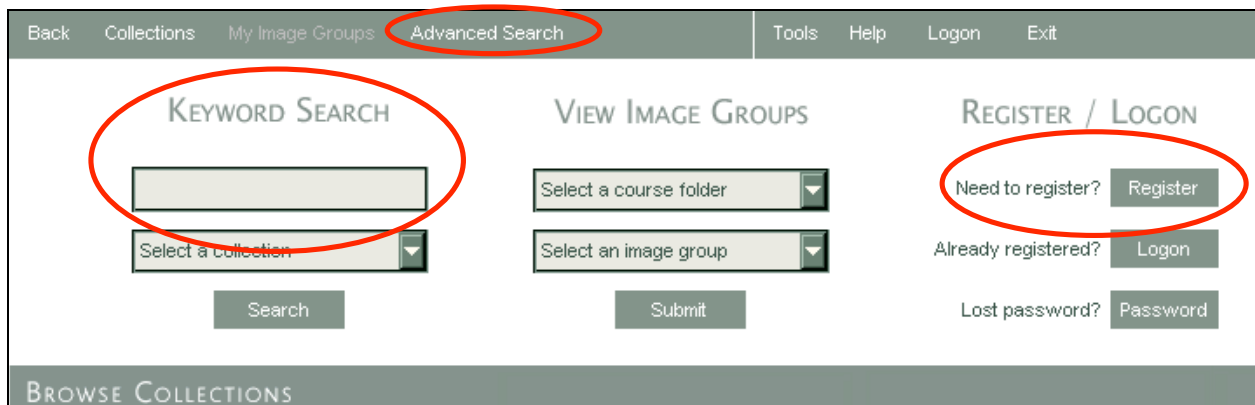 Back Collections My Image Groups Advanced Search Tools Help Logon Exit
KEYWORD SEARCH
Select a collection
Search
VIEW IMAGE GROUPS
Select a course folder
Select an image group
Submit
REGISTER / LOGON
Need to register? Register
Already registered? Logon
Lost password? Password
BROWSE COLLECTIONS